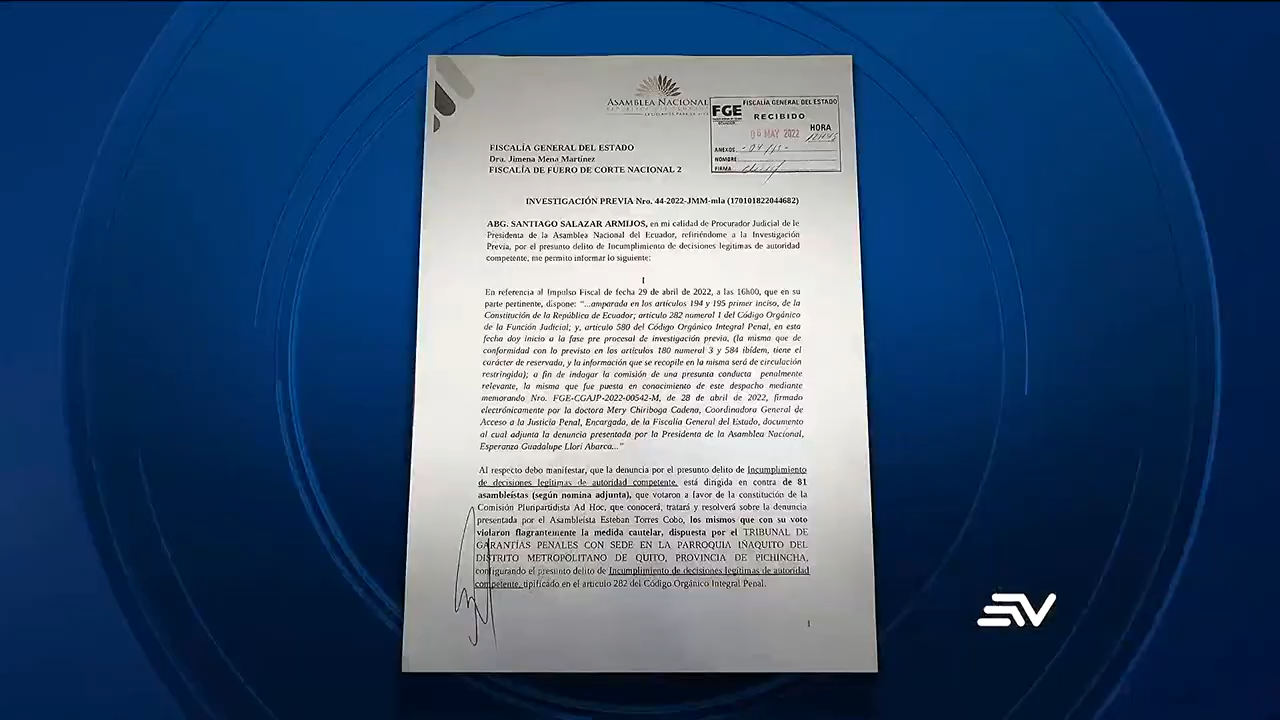 ASAMBLEA NACIONAL
FGE
FISCALÍA GENERAL DEL ESTADO
RECIBIDO
06 MAY 2022
HORA
ANEXOS
NOMBRE
FIRMA
FISCALÍA GENERAL DEL ESTADO
Dra. Jimena Mena Martínez
FISCALÍA DE FUERO DE CORTE NACIONAL 2
INVESTIGACIÓN PREVIA Nro. 44-2022-JMM-mla (170101822044682)
ABG. SANTIAGO SALAZAR ARMIJOS, en mi calidad de Procurador Judicial de le
Presidenta de la Asamblea Nacional del Ecuador, refiriéndome a la Investigación
Previa, por el presunto delito de Incumplimiento de decisiones legítimas de autoridad
competente, me permito informar lo siguiente:
I
En referencia al Impulso Fiscal de fecha 29 de abril de 2022, a las 16h00, que en su
parte pertinente, dispone: "...amparada en los artículos 194 y 195 primer inciso, de la
Constitución de la República de Ecuador; artículo 282 numeral 1 del Código Orgánico
de la Función Judicial; y, artículo 580 del Código Orgánico Integral Penal, en esta
fecha doy inicio a la fase pre procesal de investigación previa, (la misma que de
conformidad con lo previsto en los artículos 180 numeral 3 y 584 ibídem, tiene el
carácter de reservada, y la información que se recopile en la misma será de circulación
restringida); a fin de indagar la comisión de una presunta conducta penalmente
relevante, la misma que fue puesta en conocimiento de este despacho mediante
memorando Nro. FGE-CGAJP-2022-00542-M, de 28 de abril de 2022, firmado
electrónicamente por la doctora Mery Chiriboga Cadena, Coordinadora General de
Acceso a la Justicia Penal, Encargada, de la Fiscalía General del Estado, documento
al cual adjunta la denuncia presentada por la Presidenta de la Asamblea Nacional,
Esperanza Guadalupe Llori Abarca..."
Al respecto debo manifestar, que la denuncia por el presunto delito de Incumplimiento
de decisiones legítimas de autoridad competente, está dirigida en contra de 81
asambleístas (según nomina adjunta), que votaron a favor de la constitución de la
Comisión Pluripartidista Ad Hoc, que conocerá, tratará y resolverá sobre la denuncia
presentada por el Asambleísta Esteban Torres Cobo, los mismos que con su voto
violaron flagrantemente la medida cautelar, dispuesta por el TRIBUNAL DE
GARANTÍAS PENALES CON SEDE EN LA PARROQUIA IÑAQUITO DEL
DISTRITO METROPOLITANO DE QUITO, PROVINCIA DE PICHINCHA,
configurando el presunto delito de Incumplimiento de decisiones legítimas de autoridad
competente, tipificado en el artículo 282 del Código Orgánico Integral Penal.
1